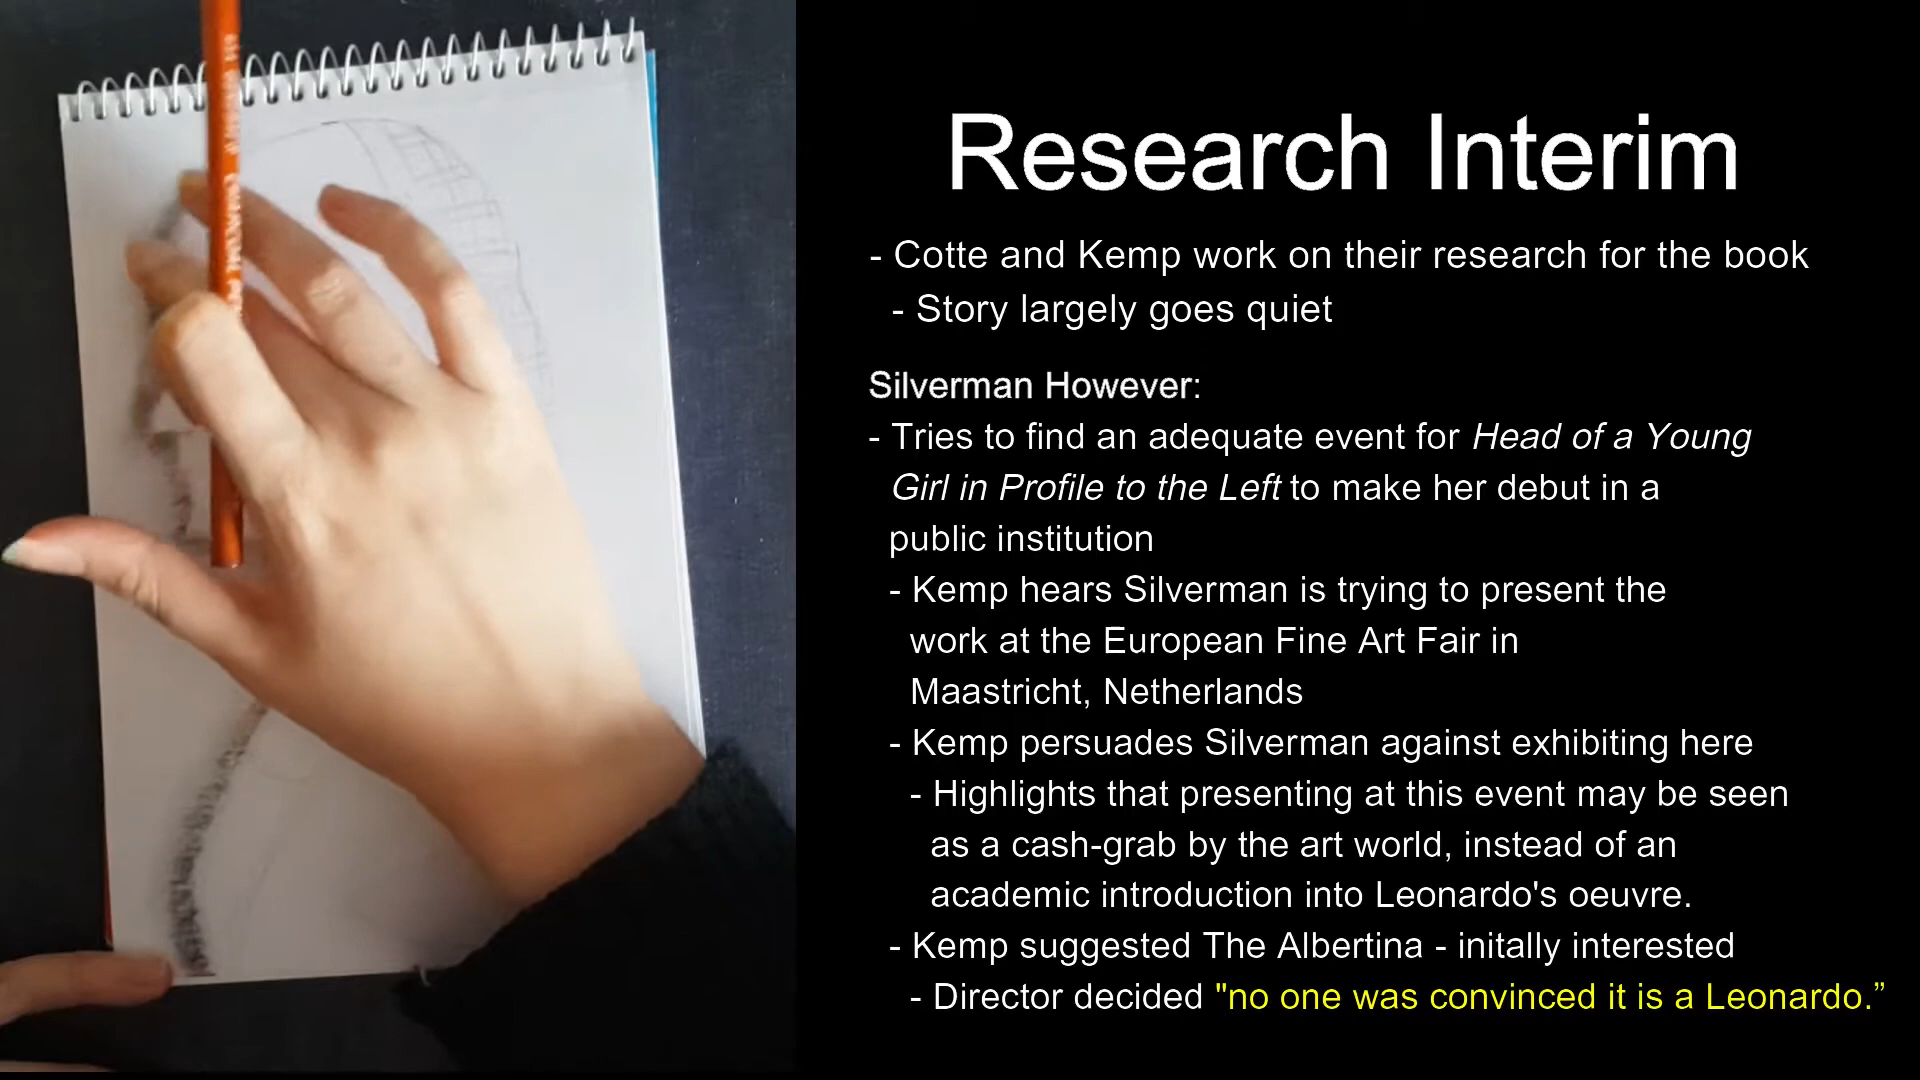 Research Interim
- Cotte and Kemp work on their research for the book
- Story largely goes quiet
Silverman However:
- Tries to find an adequate event for Head of a Young
Girl in Profile to the Left to make her debut in a
public institution
- Kemp hears Silverman is trying to present the
work at the European Fine Art Fair in
Maastricht, Netherlands
- Kemp persuades Silverman against exhibiting here
- Highlights that presenting at this event may be seen
as a cash-grab by the art world, instead of an
academic introduction into Leonardo's oeuvre.
- Kemp suggested The Albertina - initally interested
- Director decided "no one was convinced it is a Leonardo.”